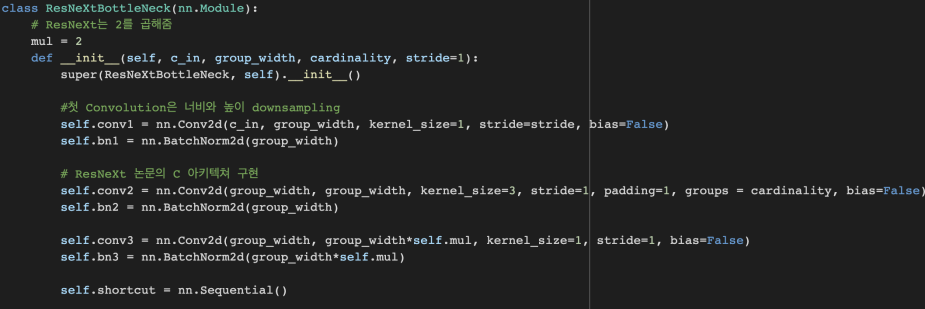 class ResNeXtBottleNeck(nn.Module):
    # ResNeXt는 2를 곱해줌
    mul = 2
    def __init__(self, c_in, group_width, cardinality, stride=1):
        super(ResNeXtBottleNeck, self).__init__()

        #첫 Convolution은 너비와 높이 downsampling
        self.conv1 = nn.Conv2d(c_in, group_width, kernel_size=1, stride=stride, bias=False)
        self.bn1 = nn.BatchNorm2d(group_width)

        # ResNeXt 논문의 C 아키텍쳐 구현
        self.conv2 = nn.Conv2d(group_width, group_width, kernel_size=3, stride=1, padding=1, groups = cardinality, bias=False)
        self.bn2 = nn.BatchNorm2d(group_width)

        self.conv3 = nn.Conv2d(group_width, group_width*self.mul, kernel_size=1, stride=1, bias=False)
        self.bn3 = nn.BatchNorm2d(group_width*self.mul)

        self.shortcut = nn.Sequential()